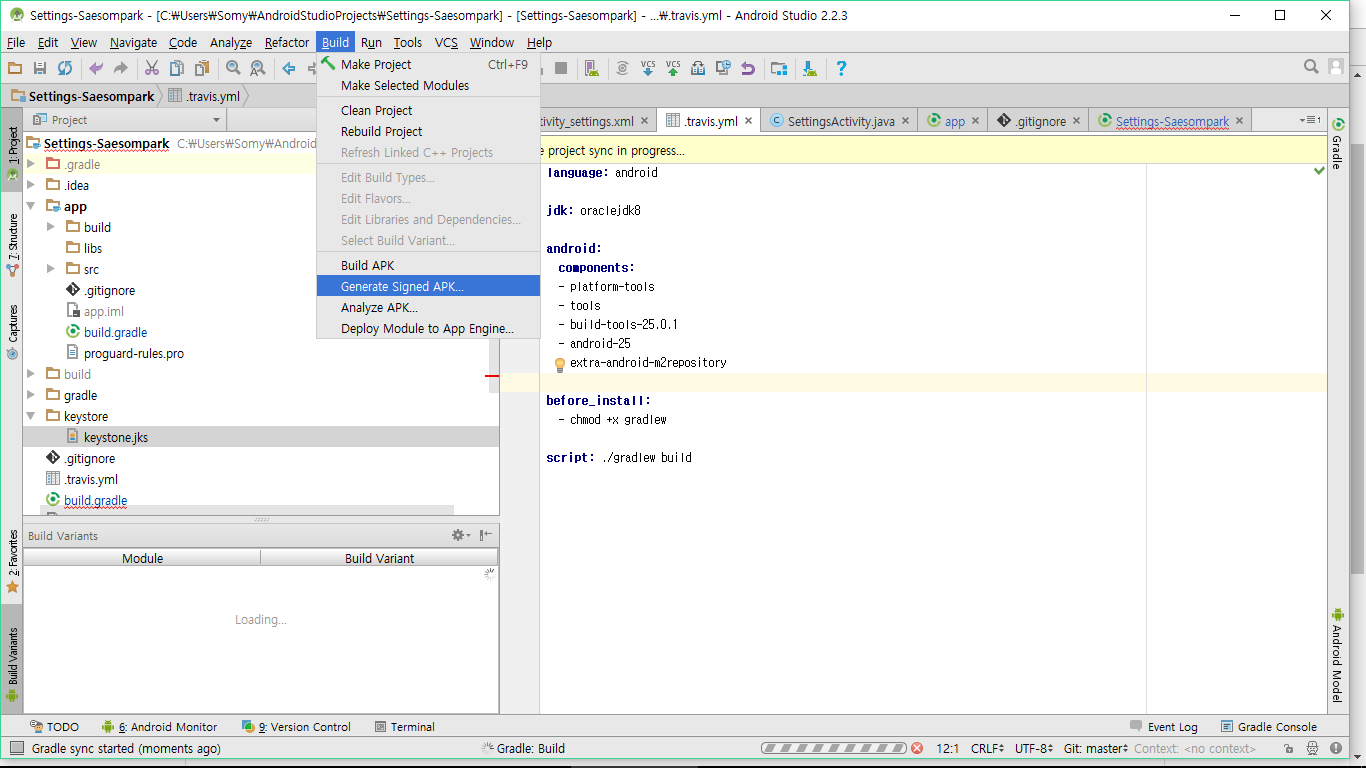 Settings-Saesompark - [C:₩Users₩Somy₩AndroidStudioProjects₩Settings-Saesompark] - [Settings-Saesompark] - ...₩.travis.yml - Android Studio 2.2.3
File Edit View Navigate Code Analyze Refactor Build Run Tools VCS Window Help
Make Project Ctrl+F9
Make Selected Modules
Clean Project
Rebuild Project
Refresh Linked C++ Projects
Edit Build Types...
Edit Flavors...
Edit Libraries and Dependencies...
Select Build Variant...
Build APK
Generate Signed APK...
Analyze APK...
Deploy Module to App Engine...
VCS VCS
Settings-Saesompark .travis.yml
Project
Settings-Saesompark C:₩Users₩Somy₩Android
.gradle
.idea
app
build
libs
src
.gitignore
app.iml
build.gradle
proguard-rules.pro
build
gradle
keystore
keystone.jks
.gitignore
.travis.yml
build.gradle
1: Project
7: Structure
Captures
2: Favorites
Build Variants
tivity_settings.xml .travis.yml SettingsActivity.java app .gitignore Settings-Saesompark
1
e project sync in progress...
language: android
jdk: oraclejdk8
android:
components:
- platform-tools
- tools
- build-tools-25.0.1
- android-25
extra-android-m2repository
before_install:
- chmod +x gradlew
script: ./gradlew build
Gradle
Android Model
Build Variants
Module Build Variant
Loading...
TODO 6: Android Monitor 9: Version Control Terminal Event Log Gradle Console
Gradle sync started (moments ago) Gradle: Build 12:1 CRLF UTF-8 Git: master Context: <no context>